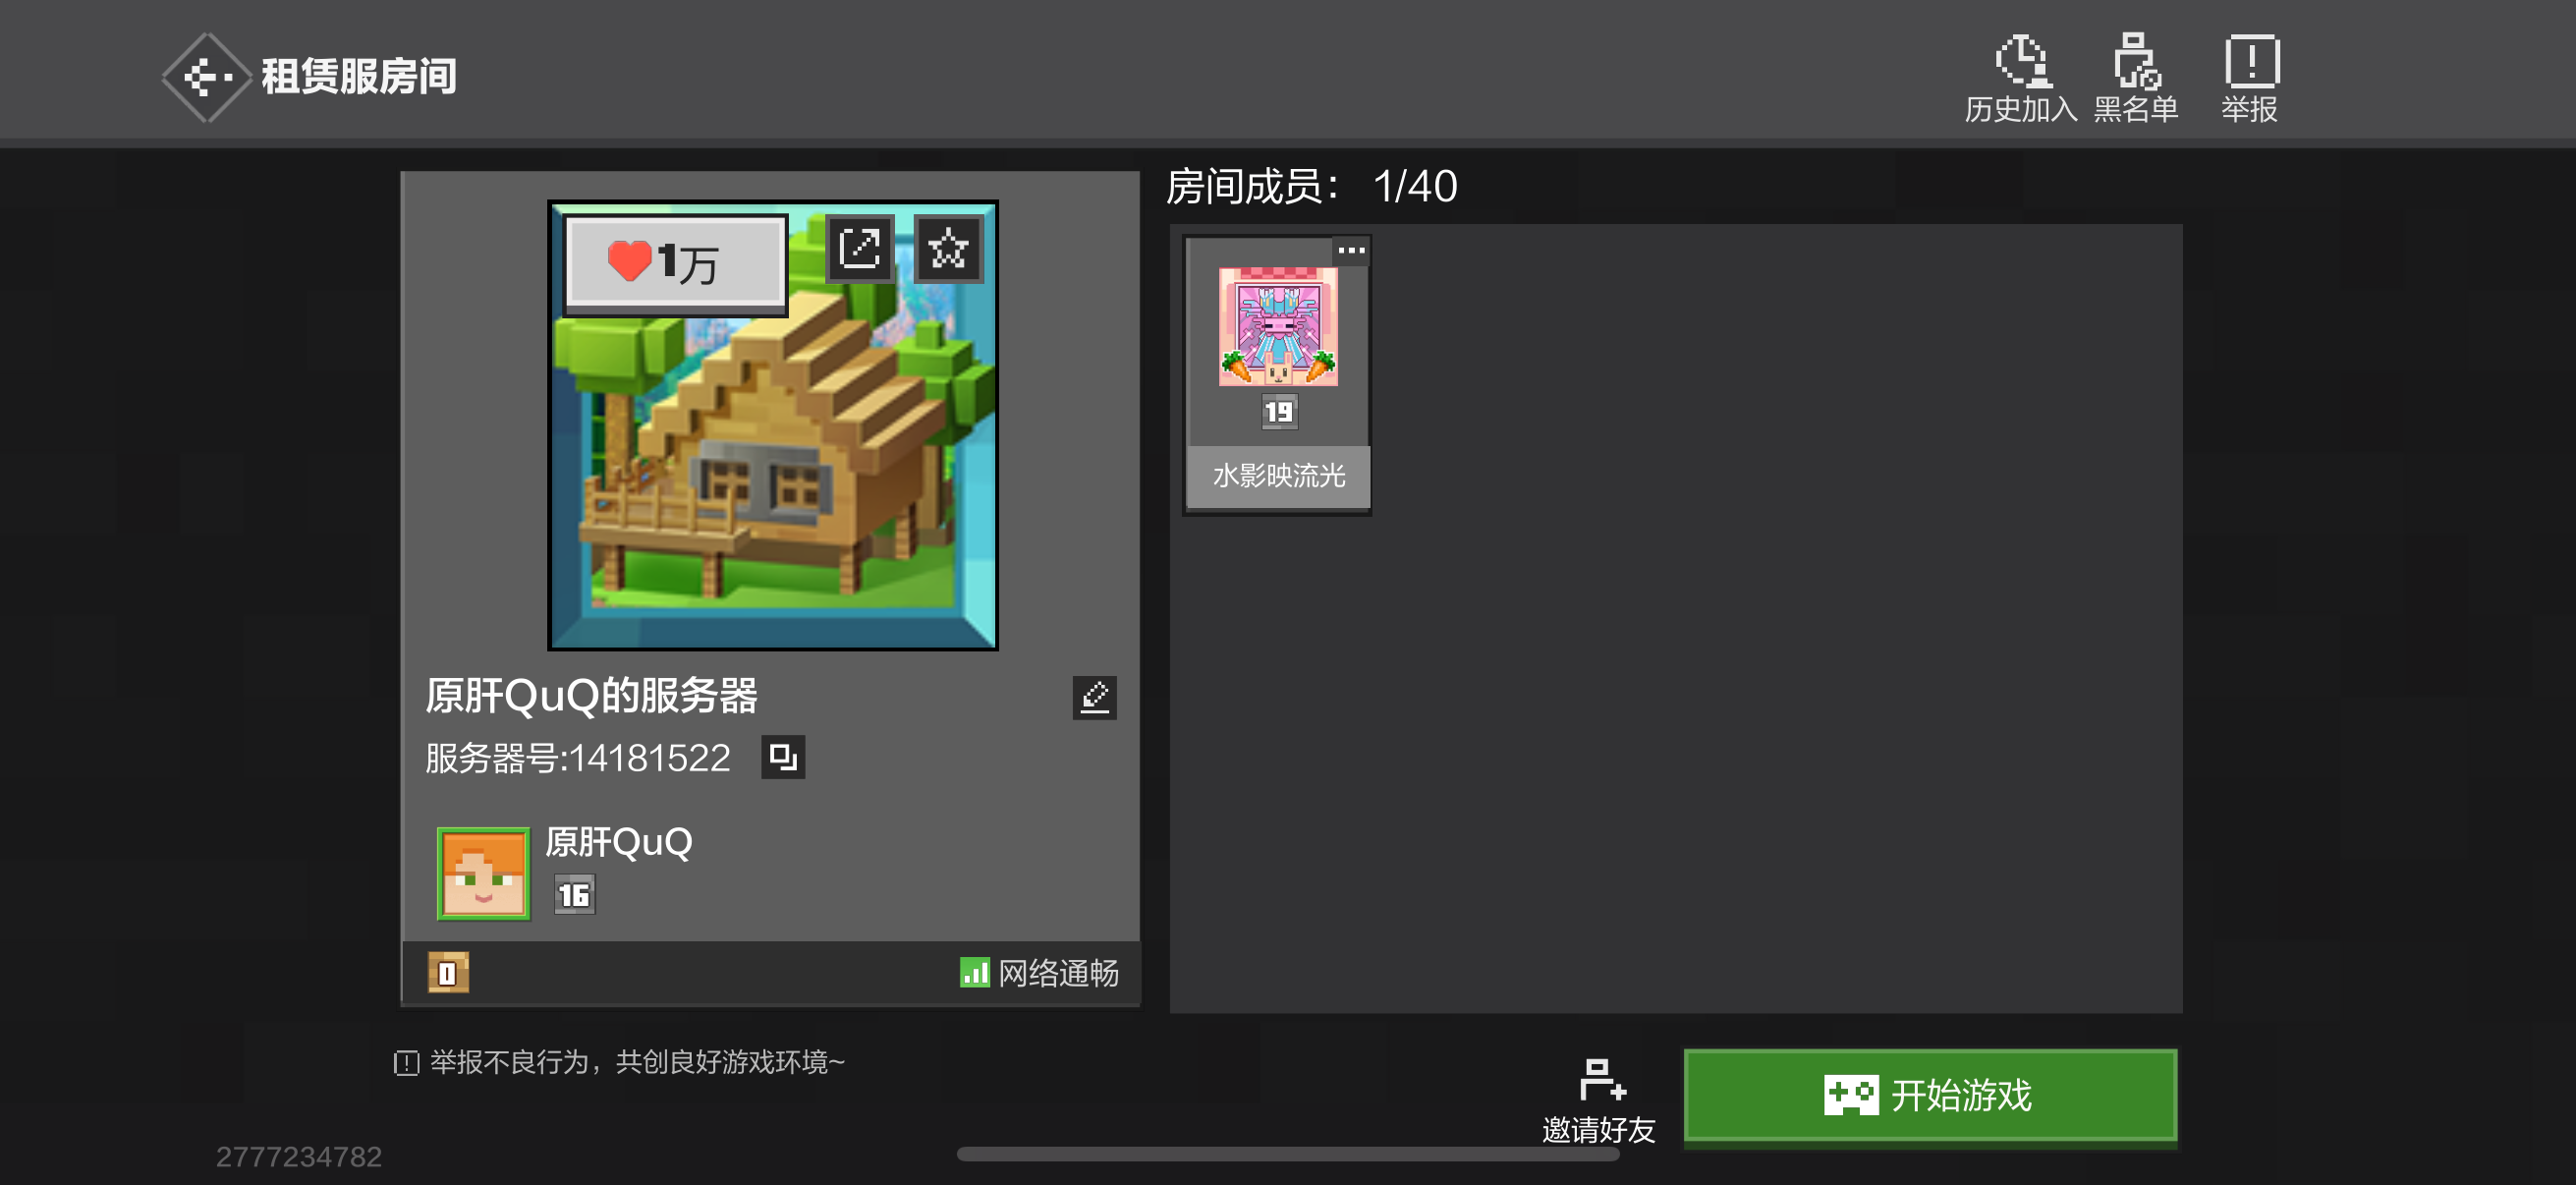 租赁服房间
历史加入 黑名单 举报
房间成员： 1/40
1万
19
水影映流光
原肝QuQ的服务器
服务器号:14181522
原肝QuQ
16
0
网络通畅
举报不良行为，共创良好游戏环境~
邀请好友
开始游戏
2777234782